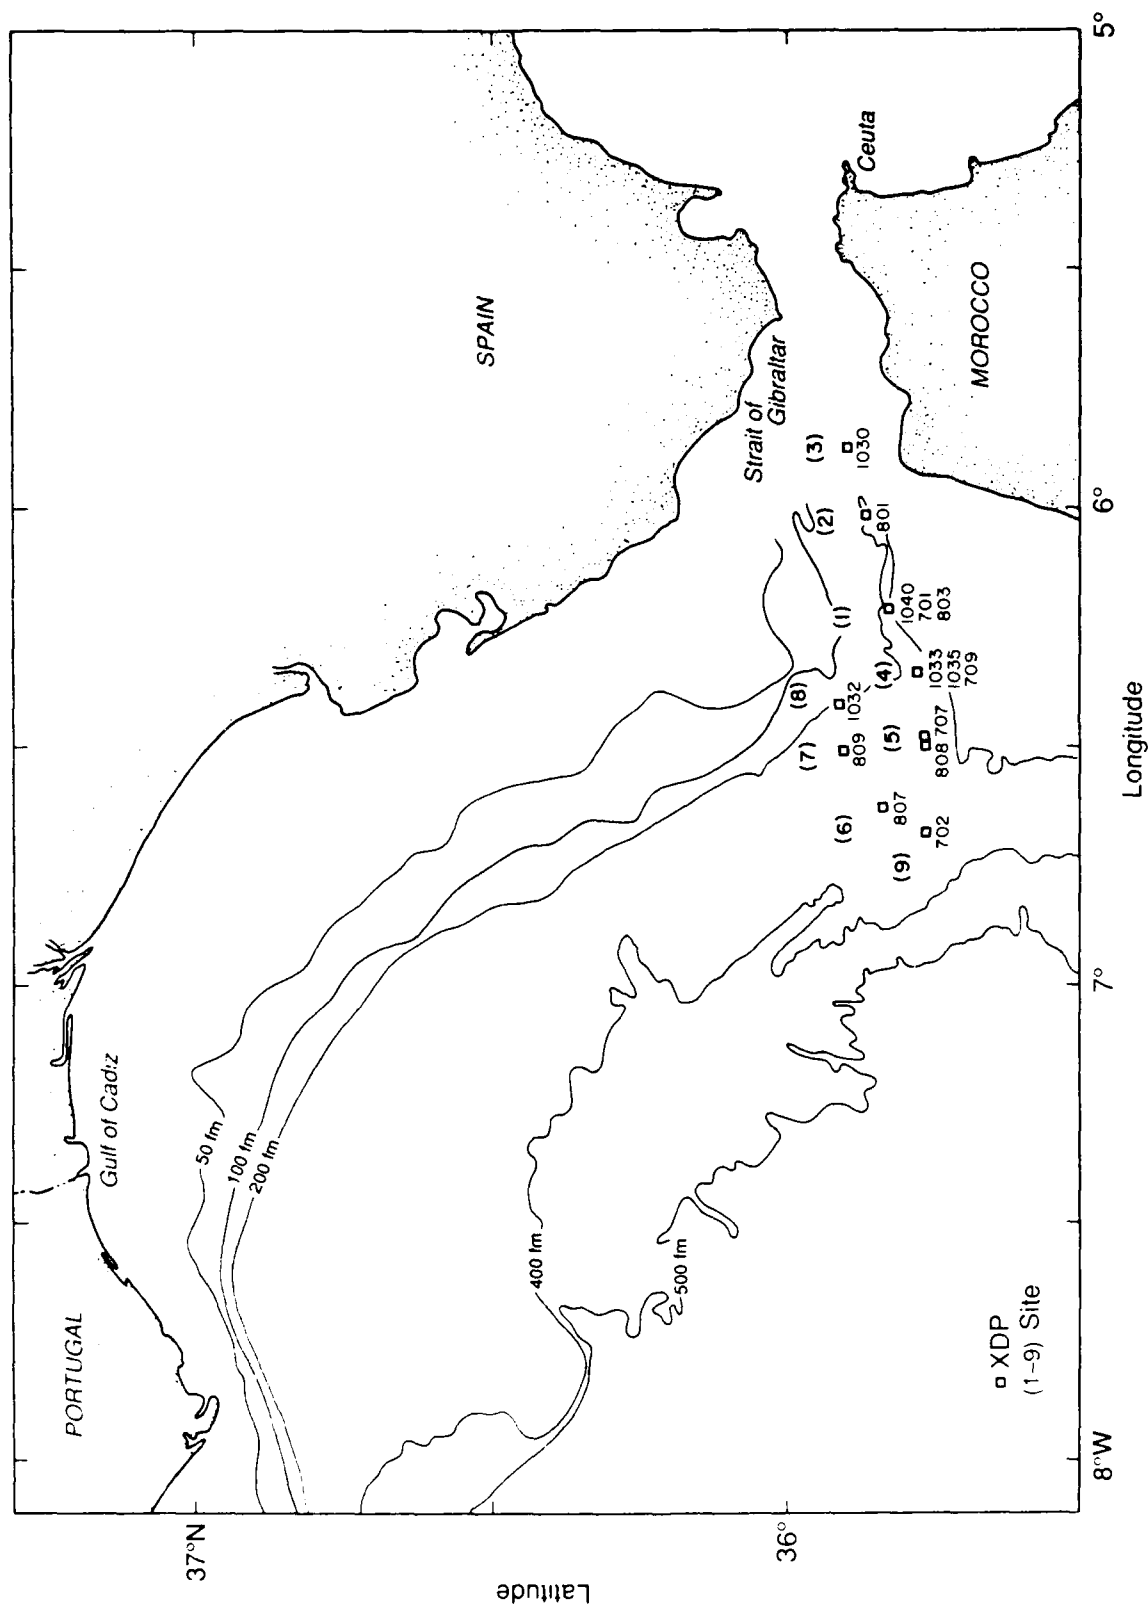 PORTUGAL
Gulf of Cadiz
SPAIN
50 fm
100 fm
200 fm
400 fm
500 fm
Strait of
Gibraltar
Ceuta
MOROCCO
(3)
1030
(2)
801
(1)
1040
701
803
(4)
1033
1035
709
(8)
1032
(7)
809
(5)
808 707
(6)
807
(9)
702
XDP
(1-9) Site
Latitude
37°N
36°
8°W
7°
6°
5°
Longitude